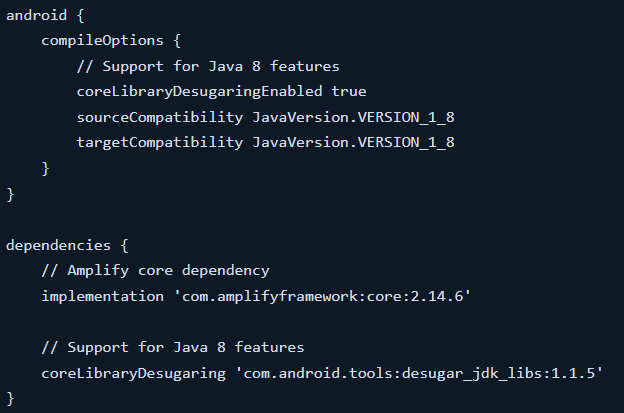 android {
    compileOptions {
        // Support for Java 8 features
        coreLibraryDesugaringEnabled true
        sourceCompatibility JavaVersion.VERSION_1_8
        targetCompatibility JavaVersion.VERSION_1_8
    }
}

dependencies {
    // Amplify core dependency
    implementation 'com.amplifyframework:core:2.14.6'

    // Support for Java 8 features
    coreLibraryDesugaring 'com.android.tools:desugar_jdk_libs:1.1.5'
}